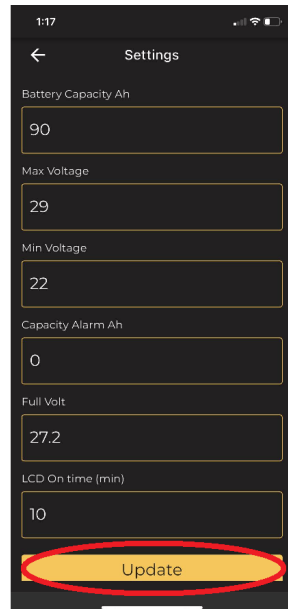 1:17
Settings
Battery Capacity Ah
90
Max Voltage
29
Min Voltage
22
Capacity Alarm Ah
0
Full Volt
27.2
LCD On time (min)
10
Update